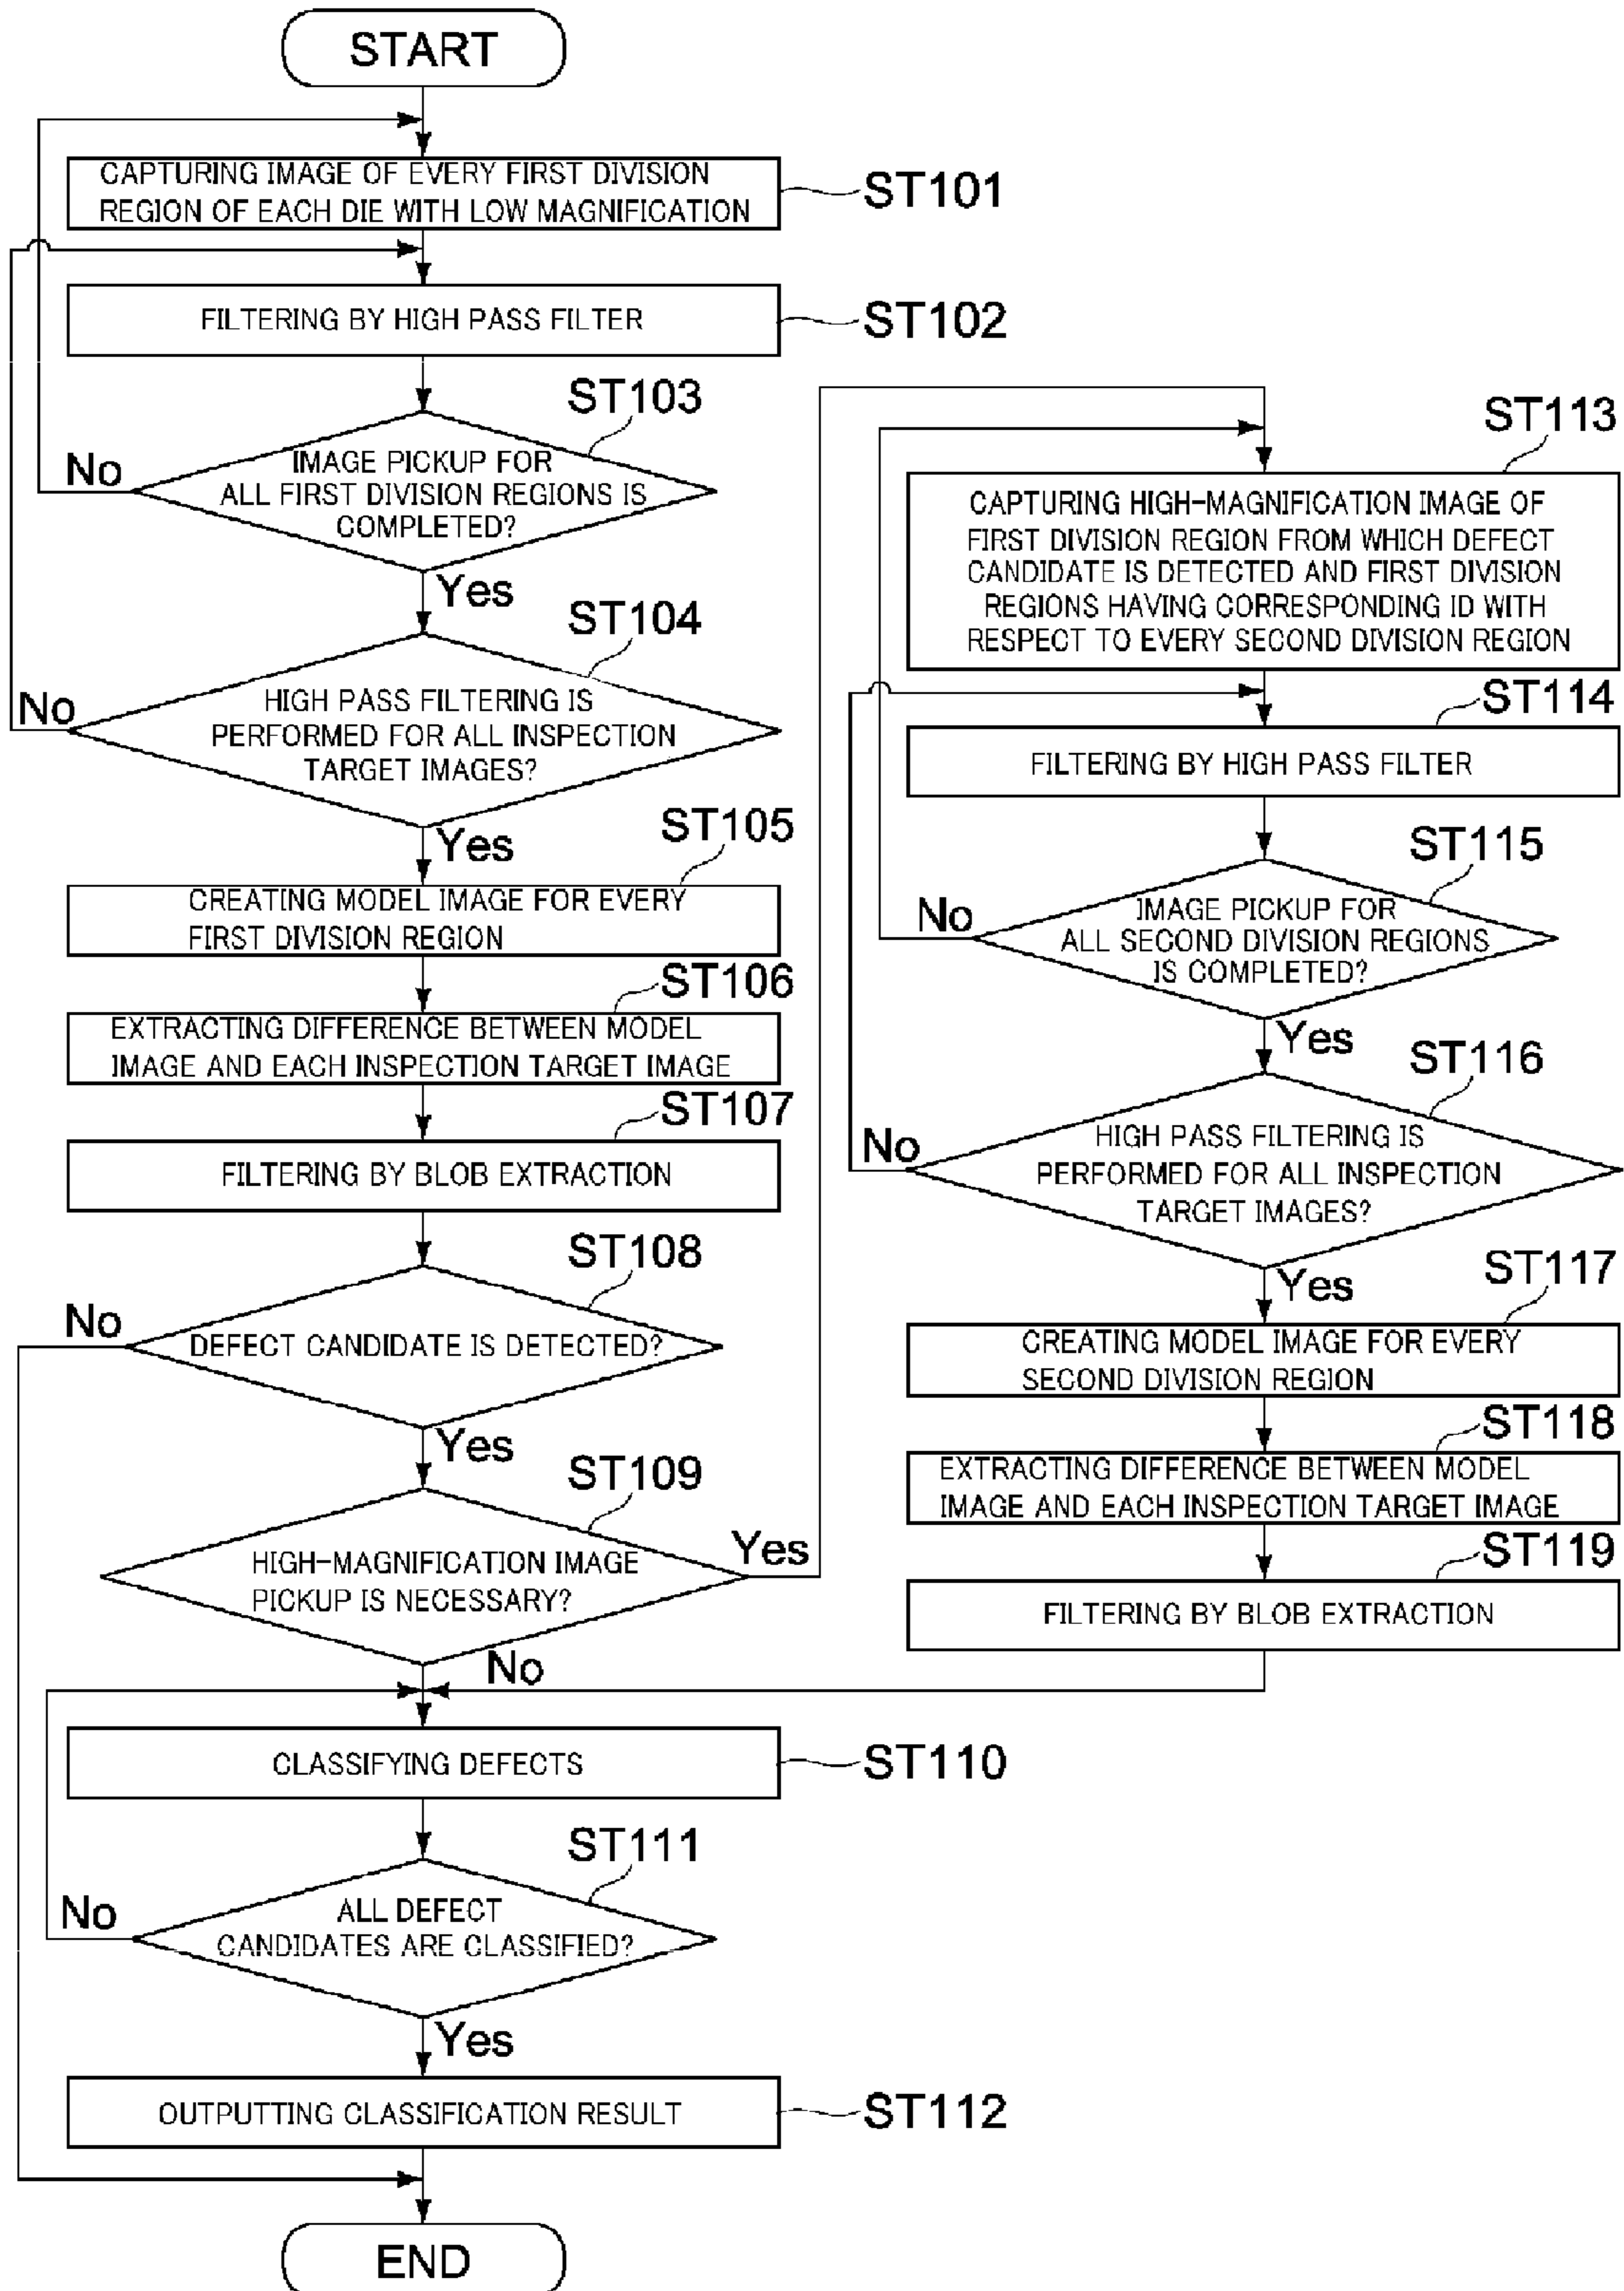 START
CAPTURING IMAGE OF EVERY FIRST DIVISION
REGION OF EACH DIE WITH LOW MAGNIFICATION
ST101
FILTERING BY HIGH PASS FILTER
ST102
ST103
IMAGE PICKUP FOR
ALL FIRST DIVISION REGIONS IS
COMPLETED?
No
Yes
ST104
HIGH PASS FILTERING IS
PERFORMED FOR ALL INSPECTION
TARGET IMAGES?
No
Yes
ST105
CREATING MODEL IMAGE FOR EVERY
FIRST DIVISION REGION
ST106
EXTRACTING DIFFERENCE BETWEEN MODEL
IMAGE AND EACH INSPECTION TARGET IMAGE
ST107
FILTERING BY BLOB EXTRACTION
ST108
DEFECT CANDIDATE IS DETECTED?
No
Yes
ST109
HIGH-MAGNIFICATION IMAGE
PICKUP IS NECESSARY?
Yes
No
CLASSIFYING DEFECTS
ST110
ST111
ALL DEFECT
CANDIDATES ARE CLASSIFIED?
No
Yes
OUTPUTTING CLASSIFICATION RESULT
ST112
END
ST113
CAPTURING HIGH-MAGNIFICATION IMAGE OF
FIRST DIVISION REGION FROM WHICH DEFECT
CANDIDATE IS DETECTED AND FIRST DIVISION
REGIONS HAVING CORRESPONDING ID WITH
RESPECT TO EVERY SECOND DIVISION REGION
ST114
FILTERING BY HIGH PASS FILTER
ST115
IMAGE PICKUP FOR
ALL SECOND DIVISION REGIONS
IS COMPLETED?
No
Yes
ST116
HIGH PASS FILTERING IS
PERFORMED FOR ALL INSPECTION
TARGET IMAGES?
No
Yes
ST117
CREATING MODEL IMAGE FOR EVERY
SECOND DIVISION REGION
ST118
EXTRACTING DIFFERENCE BETWEEN MODEL
IMAGE AND EACH INSPECTION TARGET IMAGE
ST119
FILTERING BY BLOB EXTRACTION